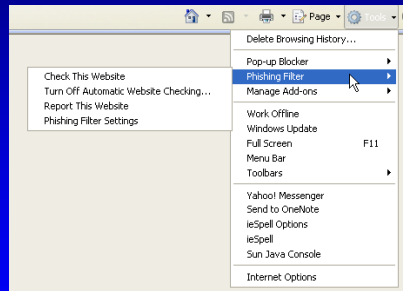 Page
Tools
Delete Browsing History...
Pop-up Blocker
Phishing Filter
Manage Add-ons
Check This Website
Turn Off Automatic Website Checking...
Report This Website
Phishing Filter Settings
Work Offline
Windows Update
Full Screen F11
Menu Bar
Toolbars
Yahoo! Messenger
Send to OneNote
ieSpell Options
ieSpell
Sun Java Console
Internet Options